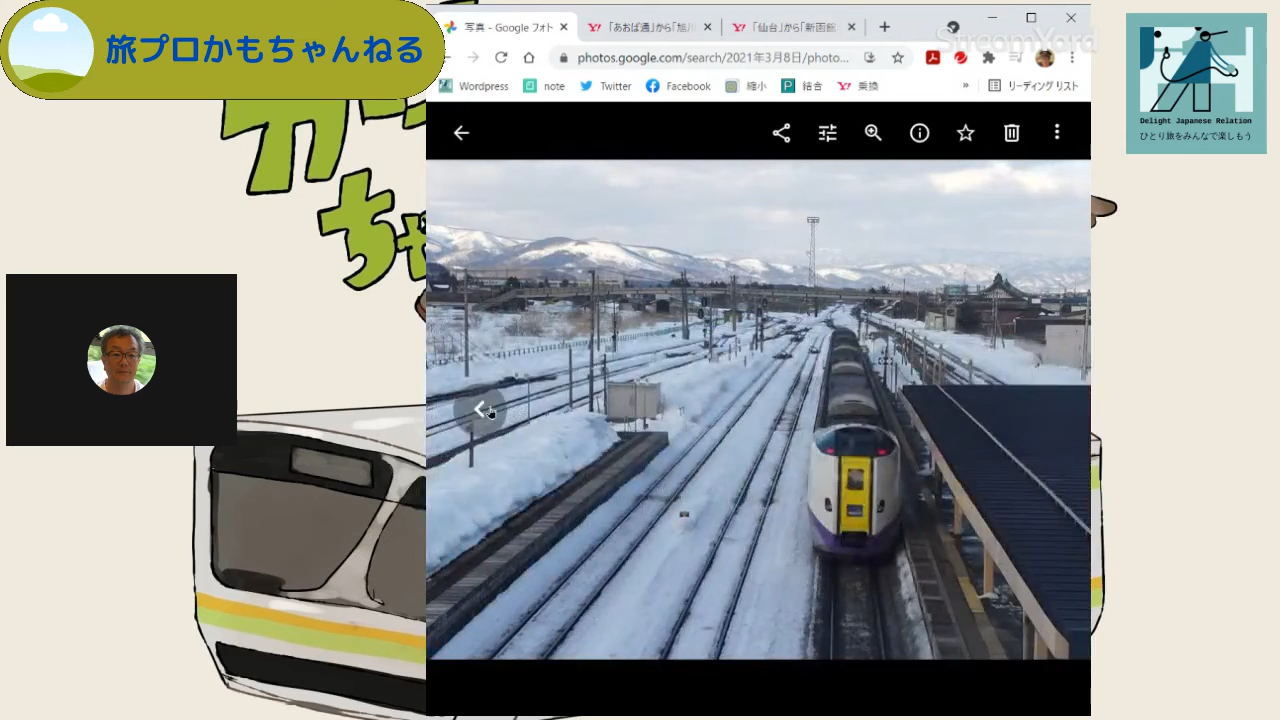 旅プロかもちゃんねる
ちゃ
写真 - Google フォト
「あおば通」から「旭川
「仙台」から「新函館
StreamYard
photos.google.com/search/2021年3月8日/photo...
Wordpress
note
Twitter
Facebook
縮小
結合
乗換
»
リーディング リスト
Delight Japanese Relation
ひとり旅をみんなで楽しもう